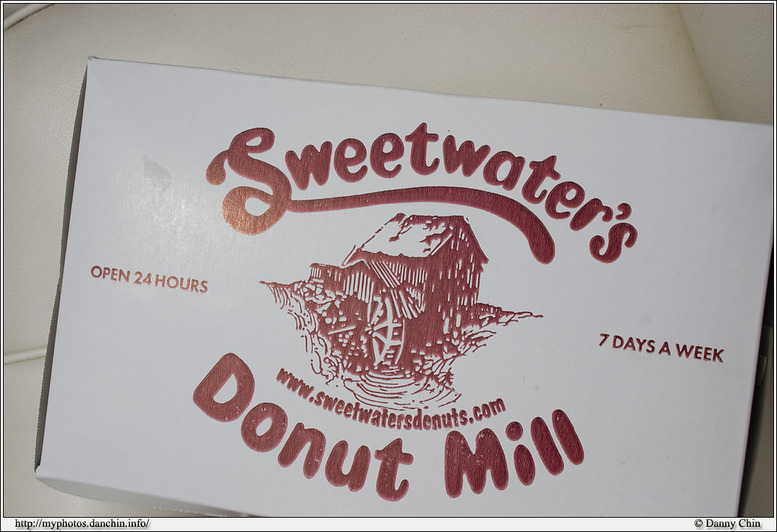 Sweetwater's
OPEN 24 HOURS
7 DAYS A WEEK
www.sweetwatersdonuts.com
Donut Mill
http://myphotos.danchin.info/
© Danny Chin